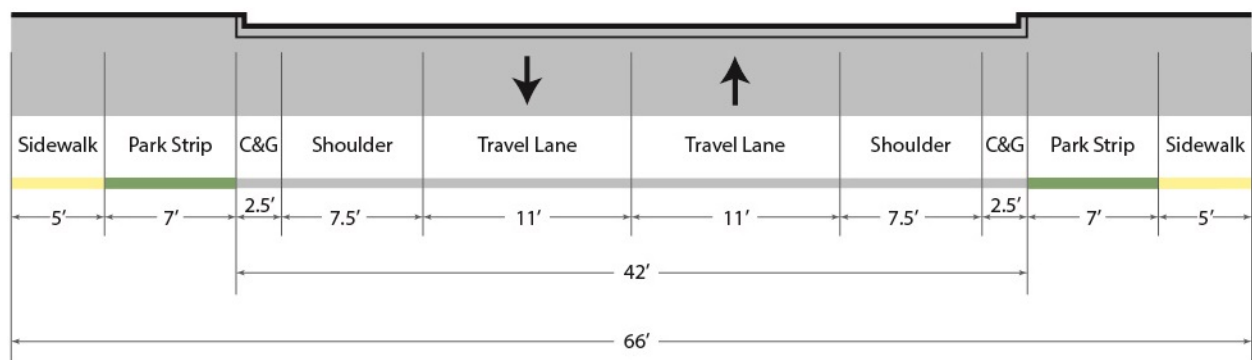 Sidewalk Park Strip C&G Shoulder Travel Lane Travel Lane Shoulder C&G Park Strip Sidewalk
5′ 7′ 2.5′ 7.5′ 11′ 11′ 7.5′ 2.5′ 7′ 5′
42′
66′